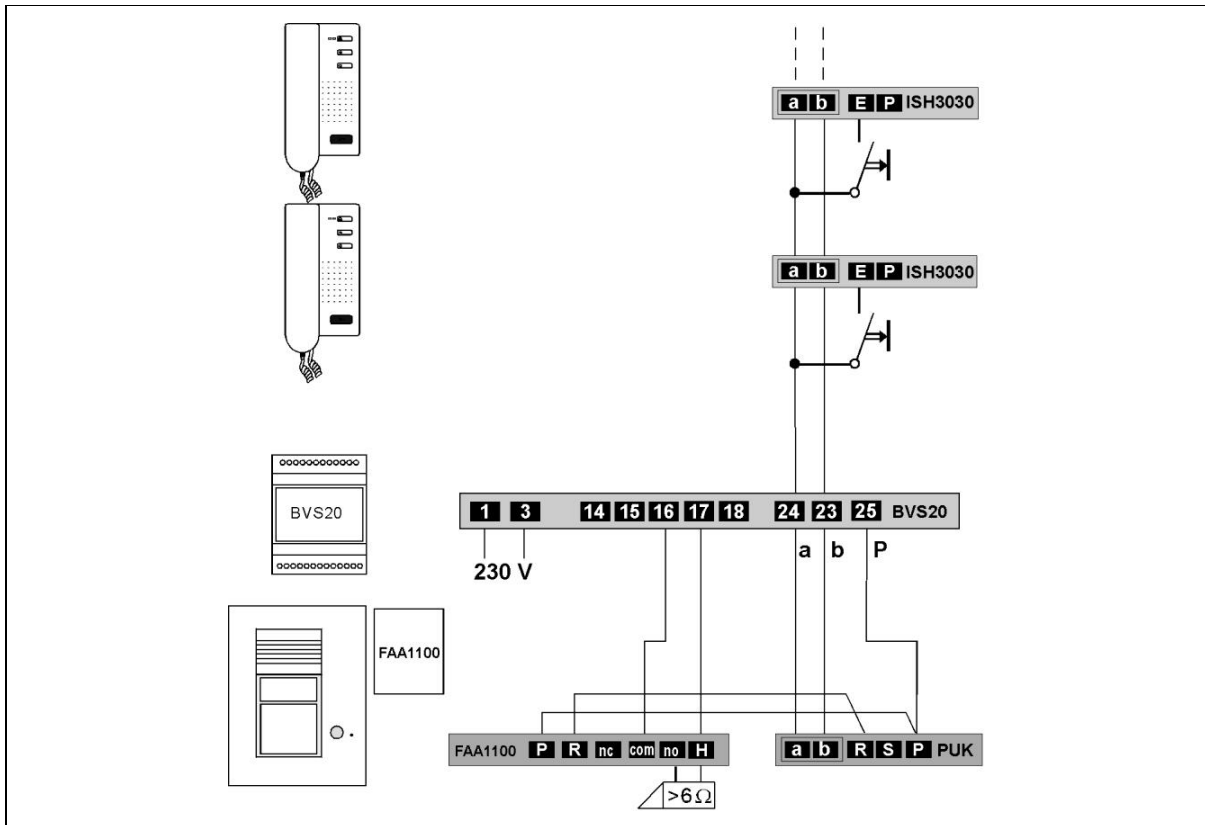 a b E P ISH3030
a b E P ISH3030
BVS20
1 3 14 15 16 17 18 24 23 25 BVS20
a b P
230 V
FAA1100
FAA1100 P R nc com no H
a b R S P PUK
>6 Ω